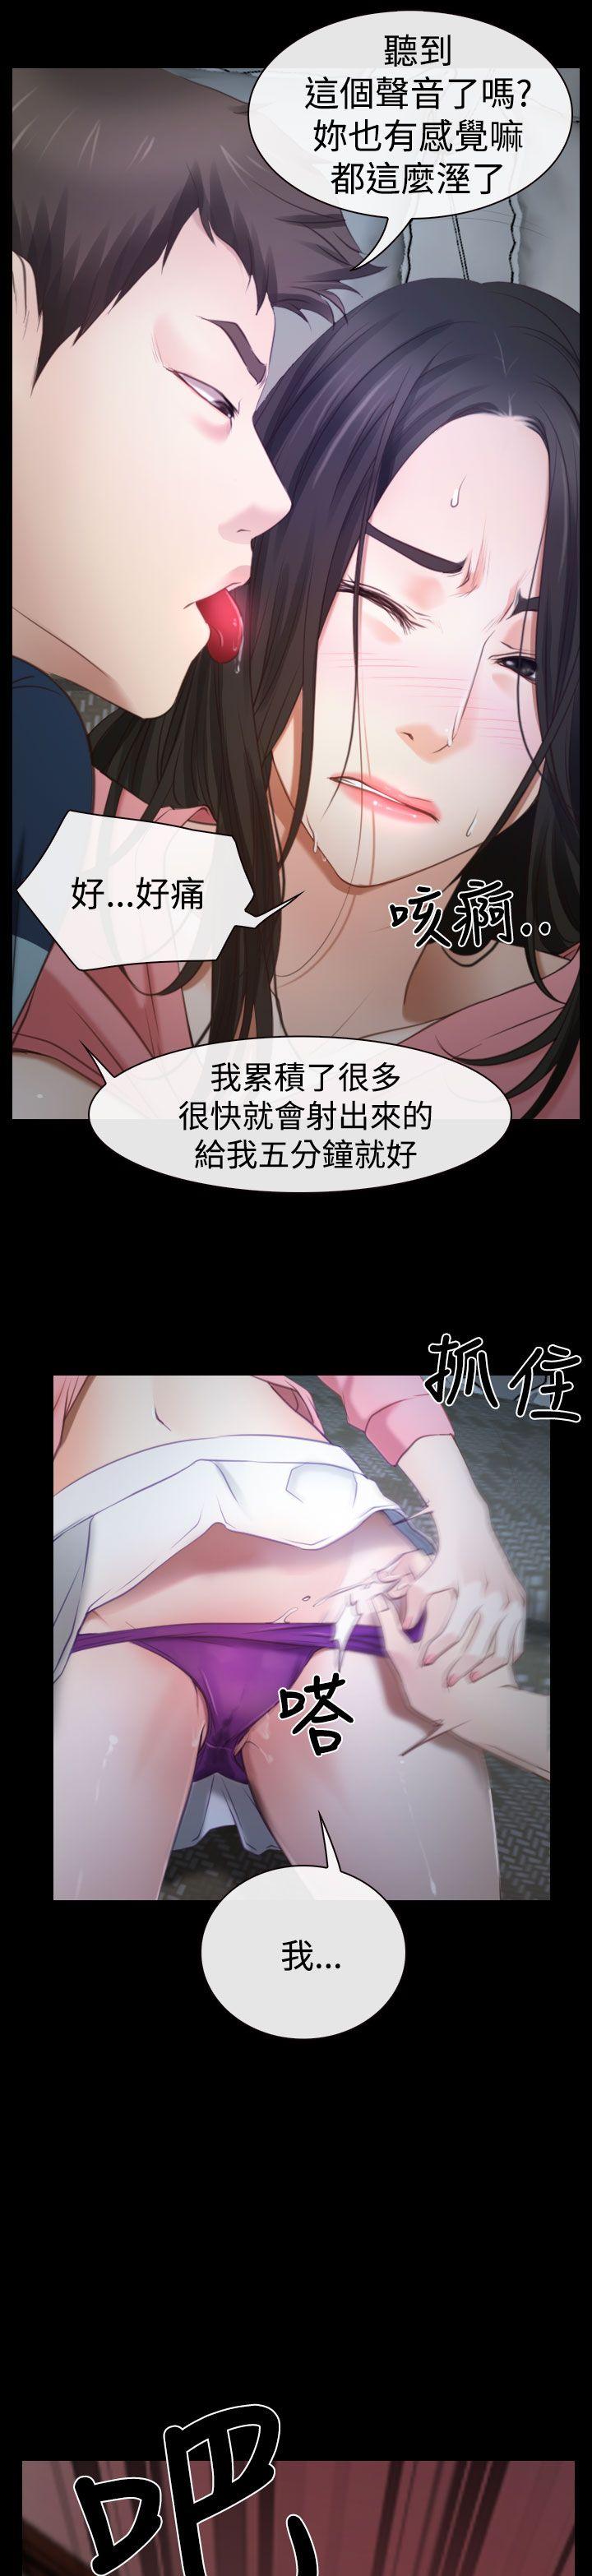 聽到
這個聲音了嗎?
妳也有感覺嘛
都這麼溼了
好...好痛
咳痾..
我累積了很多
很快就會射出來的
給我五分鐘就好
抓住
嗒
我...
吧